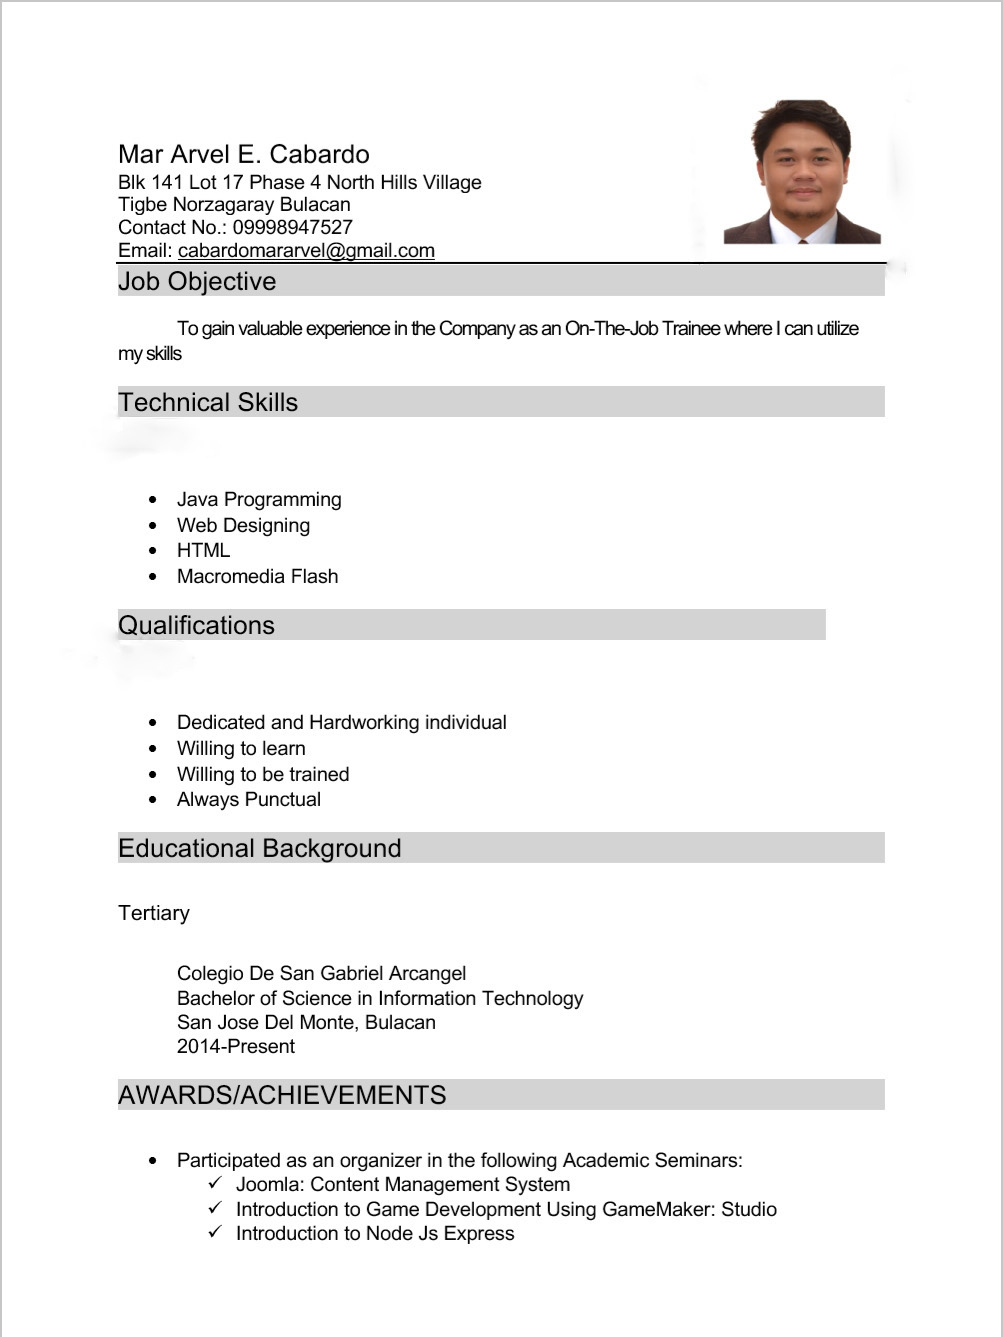 Mar Arvel E. Cabardo
Blk 141 Lot 17 Phase 4 North Hills Village
Tigbe Norzagaray Bulacan
Contact No.: 09998947527
Email: cabardomararvel@gmail.com
Job Objective
To gain valuable experience in the Company as an On-The-Job Trainee where I can utilize
my skills
Technical Skills
• Java Programming
• Web Designing
• HTML
• Macromedia Flash
Qualifications
• Dedicated and Hardworking individual
• Willing to learn
• Willing to be trained
• Always Punctual
Educational Background
Tertiary
Colegio De San Gabriel Arcangel
Bachelor of Science in Information Technology
San Jose Del Monte, Bulacan
2014-Present
AWARDS/ACHIEVEMENTS
• Participated as an organizer in the following Academic Seminars:
✓ Joomla: Content Management System
✓ Introduction to Game Development Using GameMaker: Studio
✓ Introduction to Node Js Express